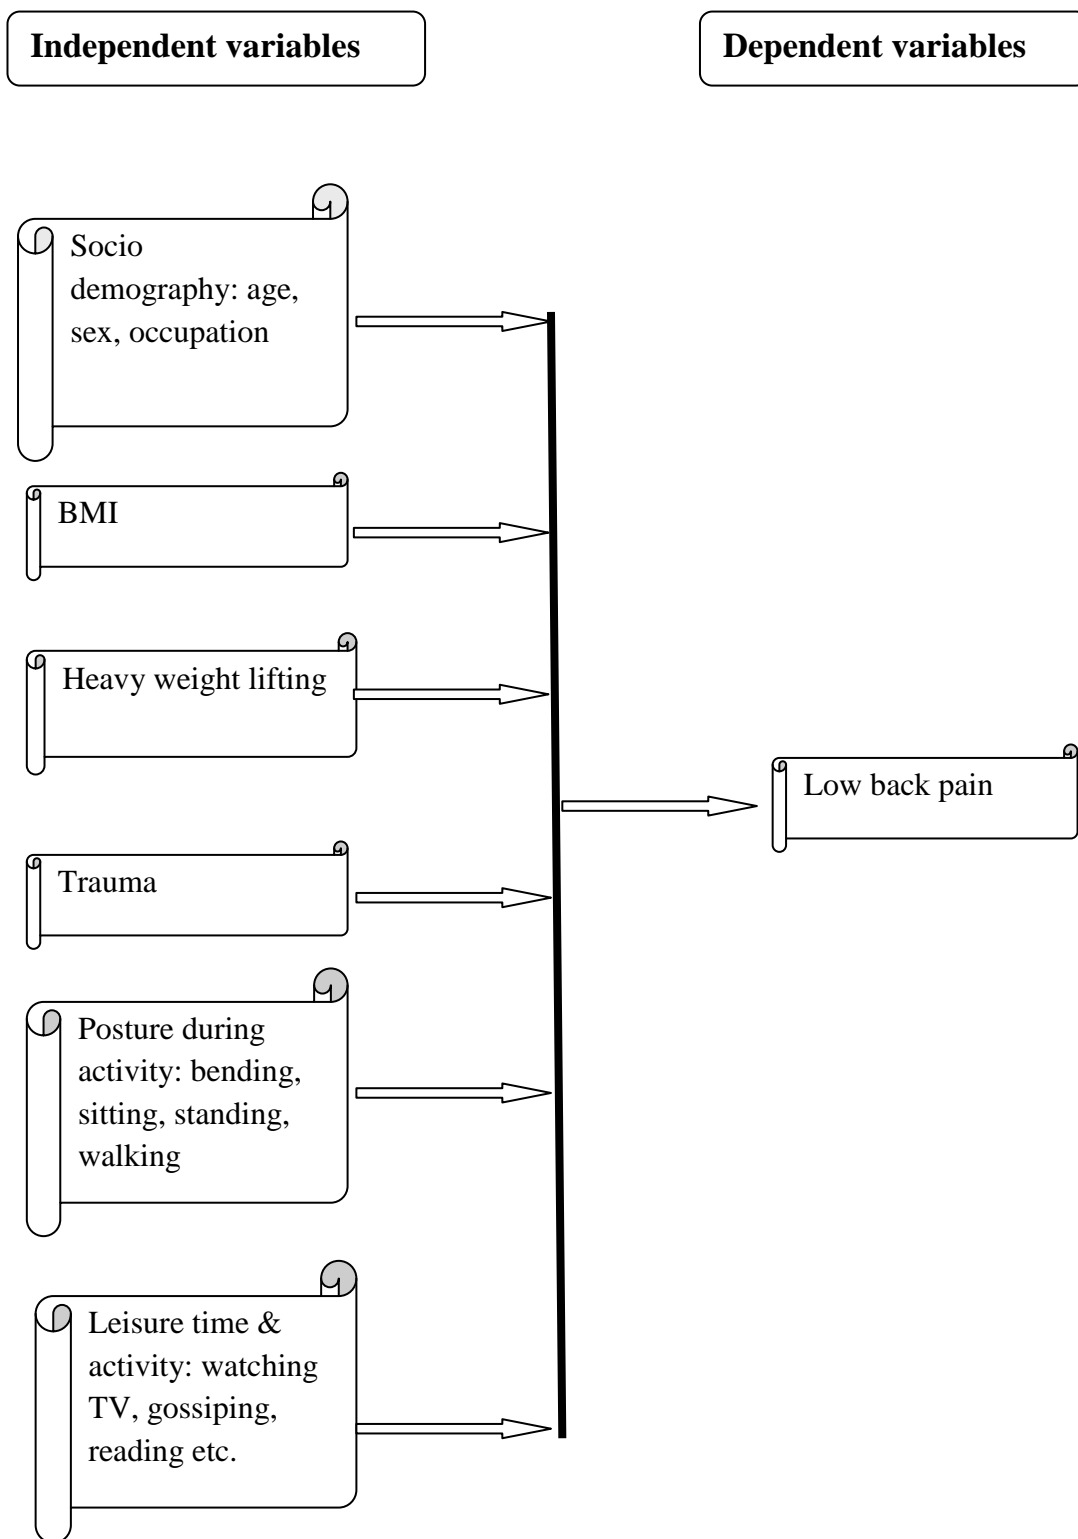 Independent variables
Dependent variables
Socio
demography: age,
sex, occupation
BMI
Heavy weight lifting
Low back pain
Trauma
Posture during
activity: bending,
sitting, standing,
walking
Leisure time &
activity: watching
TV, gossiping,
reading etc.